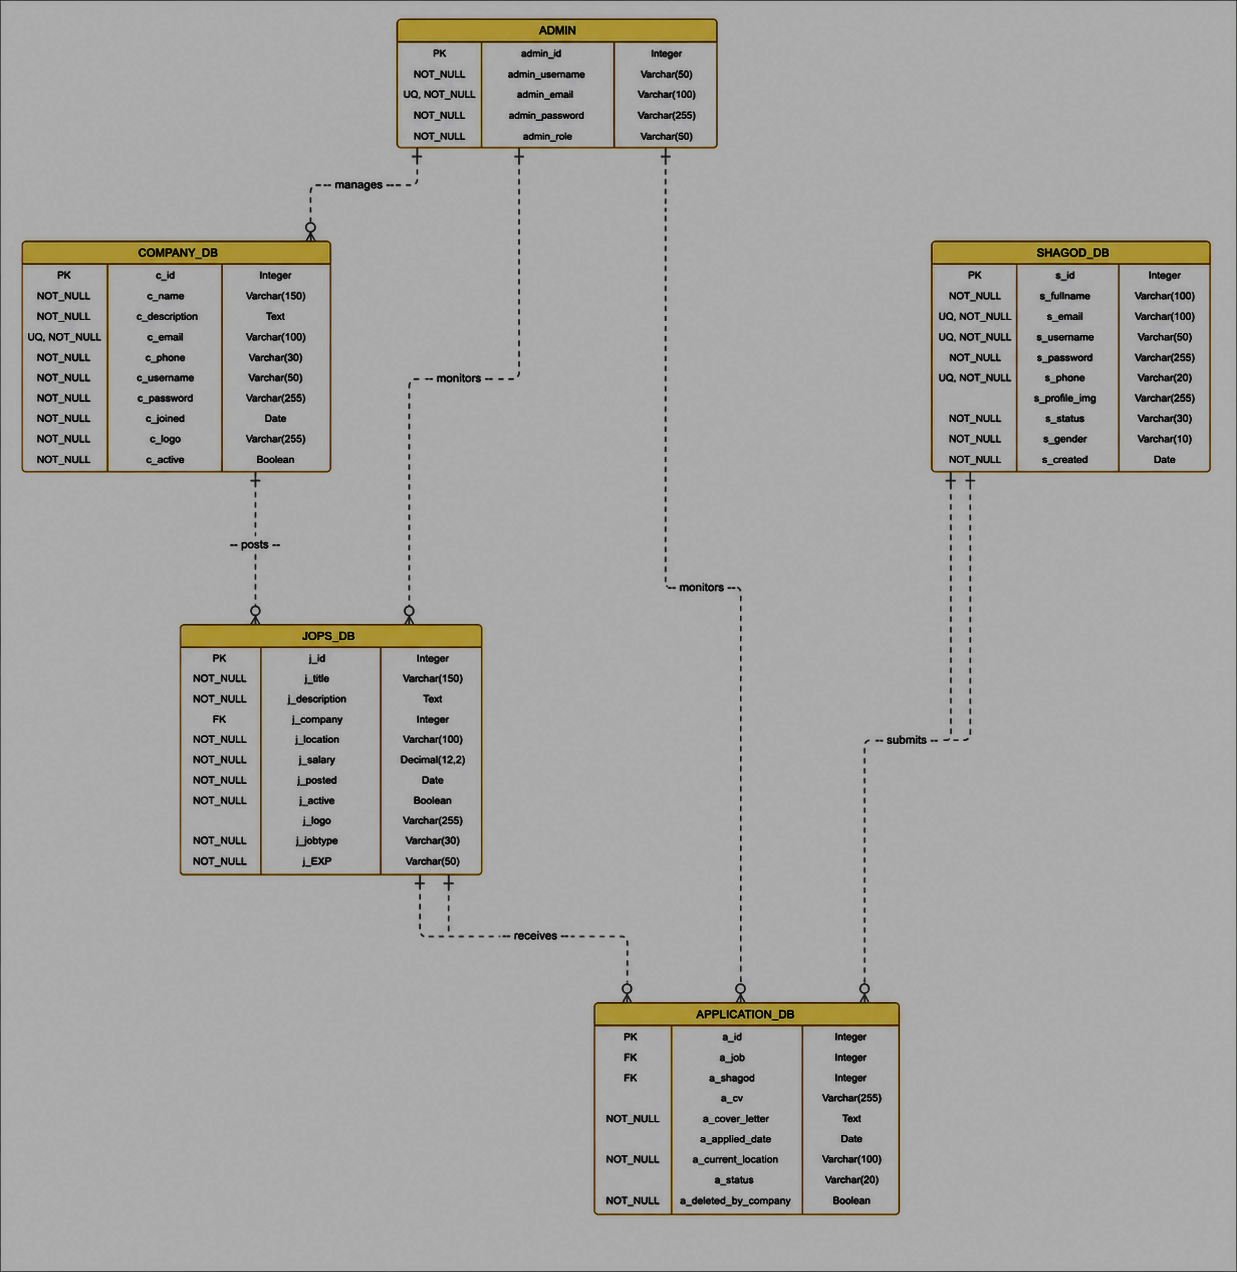 ADMIN
PK admin_id Integer
NOT_NULL admin_username Varchar(50)
UQ, NOT_NULL admin_email Varchar(100)
NOT_NULL admin_password Varchar(255)
NOT_NULL admin_role Varchar(50)
-- manages --
COMPANY_DB
PK c_id Integer
NOT_NULL c_name Varchar(150)
NOT_NULL c_description Text
UQ, NOT_NULL c_email Varchar(100)
NOT_NULL c_phone Varchar(30)
NOT_NULL c_username Varchar(50)
NOT_NULL c_password Varchar(255)
NOT_NULL c_joined Date
NOT_NULL c_logo Varchar(255)
NOT_NULL c_active Boolean
SHAGOD_DB
PK s_id Integer
NOT_NULL s_fullname Varchar(100)
UQ, NOT_NULL s_email Varchar(100)
UQ, NOT_NULL s_username Varchar(50)
NOT_NULL s_password Varchar(255)
UQ, NOT_NULL s_phone Varchar(20)
s_profile_img Varchar(255)
NOT_NULL s_status Varchar(30)
NOT_NULL s_gender Varchar(10)
NOT_NULL s_created Date
-- monitors --
-- posts --
-- monitors --
JOPS_DB
PK j_id Integer
NOT_NULL j_title Varchar(150)
NOT_NULL j_description Text
FK j_company Integer
NOT_NULL j_location Varchar(100)
NOT_NULL j_salary Decimal(12,2)
NOT_NULL j_posted Date
NOT_NULL j_active Boolean
j_logo Varchar(255)
NOT_NULL j_jobtype Varchar(30)
NOT_NULL j_EXP Varchar(50)
-- submits --
-- receives --
APPLICATION_DB
PK a_id Integer
FK a_job Integer
FK a_shagod Integer
a_cv Varchar(255)
NOT_NULL a_cover_letter Text
a_applied_date Date
NOT_NULL a_current_location Varchar(100)
a_status Varchar(20)
NOT_NULL a_deleted_by_company Boolean